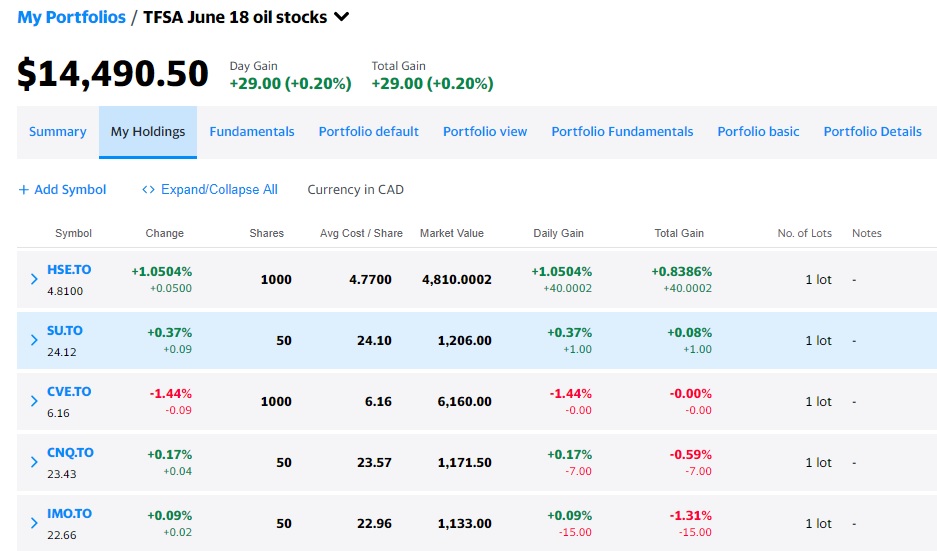 My Portfolios / TFSA June 18 oil stocks
$14,490.50
Day Gain
+29.00 (+0.20%)
Total Gain
+29.00 (+0.20%)
Summary My Holdings Fundamentals Portfolio default Portfolio view Portfolio Fundamentals Porfolio basic Portfolio Details
+ Add Symbol <> Expand/Collapse All Currency in CAD
Symbol Change Shares Avg Cost / Share Market Value Daily Gain Total Gain No. of Lots Notes
HSE.TO +1.0504% 1000 4.7700 4,810.0002 +1.0504% +0.8386% 1 lot -
4.8100 +0.0500 +40.0002 +40.0002
SU.TO +0.37% 50 24.10 1,206.00 +0.37% +0.08% 1 lot -
24.12 +0.09 +1.00 +1.00
CVE.TO -1.44% 1000 6.16 6,160.00 -1.44% -0.00% 1 lot -
6.16 -0.09 -0.00 -0.00
CNQ.TO +0.17% 50 23.57 1,171.50 +0.17% -0.59% 1 lot -
23.43 +0.04 -7.00 -7.00
IMO.TO +0.09% 50 22.96 1,133.00 +0.09% -1.31% 1 lot -
22.66 +0.02 -15.00 -15.00